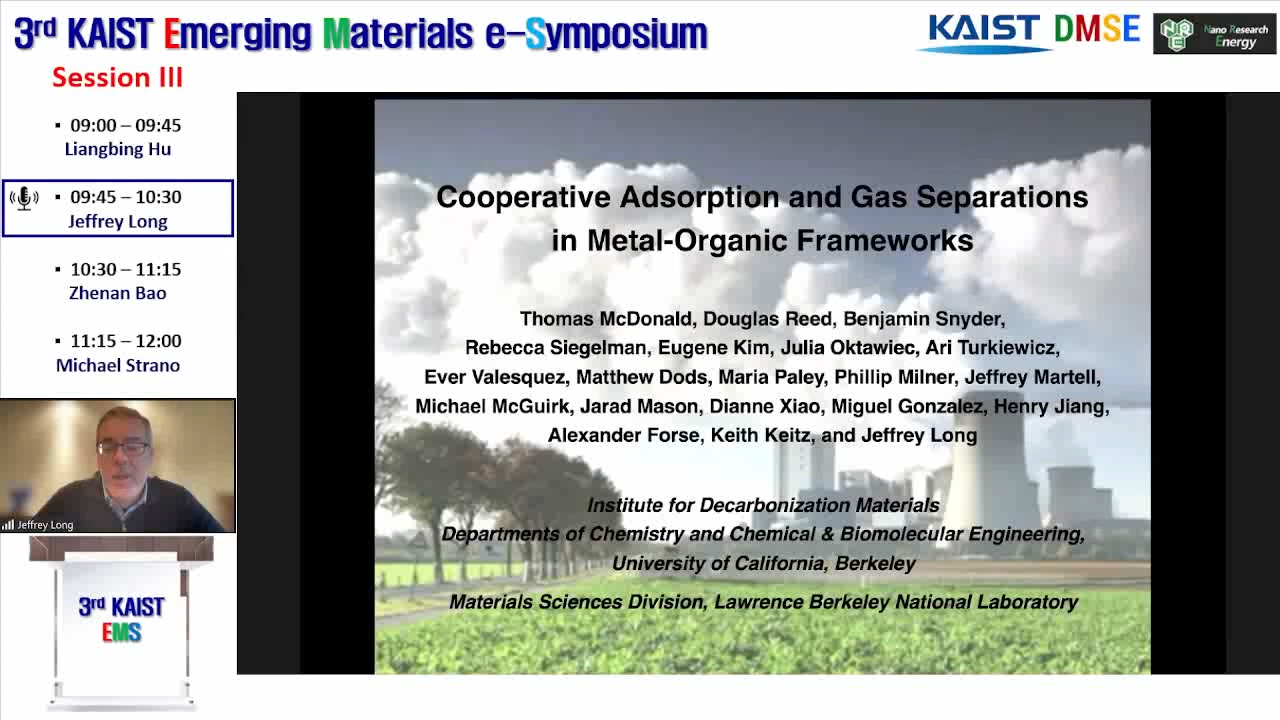 3rd KAIST Emerging Materials e-Symposium
KAIST DMSE
NRE
Nano Research
Energy
Session III
▪ 09:00 – 09:45
Liangbing Hu
▪ 09:45 – 10:30
Jeffrey Long
▪ 10:30 – 11:15
Zhenan Bao
▪ 11:15 – 12:00
Michael Strano
Jeffrey Long
3rd KAIST
EMS
Cooperative Adsorption and Gas Separations
in Metal-Organic Frameworks
Thomas McDonald, Douglas Reed, Benjamin Snyder,
Rebecca Siegelman, Eugene Kim, Julia Oktawiec, Ari Turkiewicz,
Ever Valesquez, Matthew Dods, Maria Paley, Phillip Milner, Jeffrey Martell,
Michael McGuirk, Jarad Mason, Dianne Xiao, Miguel Gonzalez, Henry Jiang,
Alexander Forse, Keith Keitz, and Jeffrey Long
Institute for Decarbonization Materials
Departments of Chemistry and Chemical & Biomolecular Engineering,
University of California, Berkeley
Materials Sciences Division, Lawrence Berkeley National Laboratory